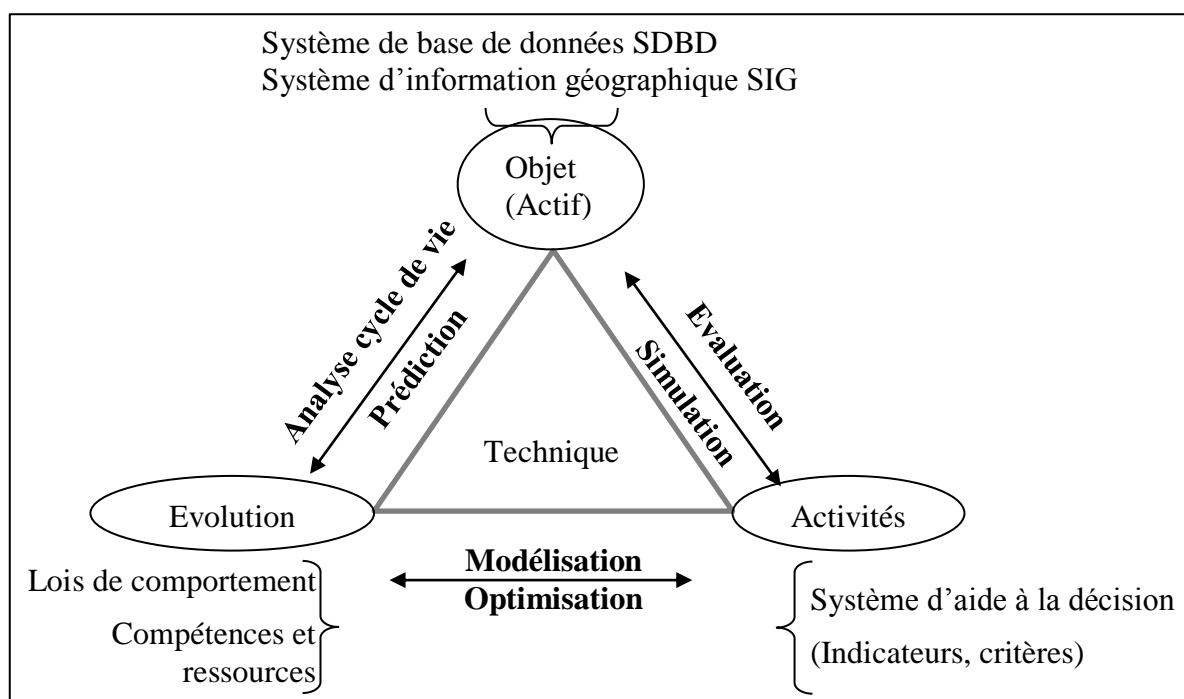 Système de base de données SDBD
Système d'information géographique SIG
Objet
(Actif)
Analyse cycle de vie
Prédiction
Evaluation
Simulation
Technique
Evolution
Activités
Modélisation
Optimisation
Lois de comportement
Compétences et
ressources
Système d'aide à la décision
(Indicateurs, critères)